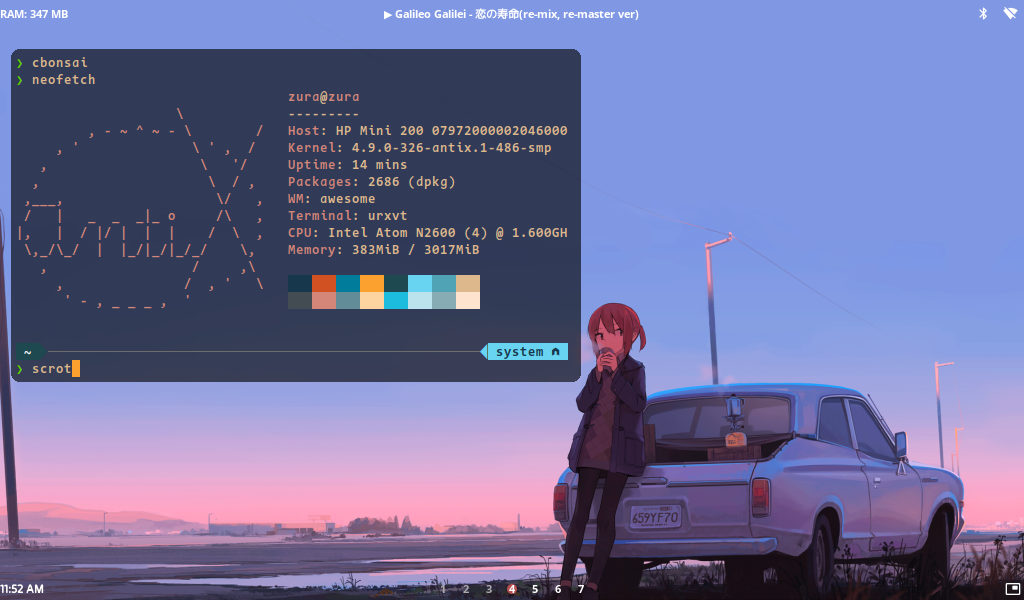 RAM: 347 MB
▶ Galileo Galilei - 恋の寿命(re-mix, re-master ver)
❯ cbonsai
❯ neofetch
zura@zura
---------
Host: HP Mini 200 07972000002046000
Kernel: 4.9.0-326-antix.1-486-smp
Uptime: 14 mins
Packages: 2686 (dpkg)
WM: awesome
Terminal: urxvt
CPU: Intel Atom N2600 (4) @ 1.600GH
Memory: 383MiB / 3017MiB
~
system
❯ scrot
659YF70
11:52 AM
1 2 3 4 5 6 7